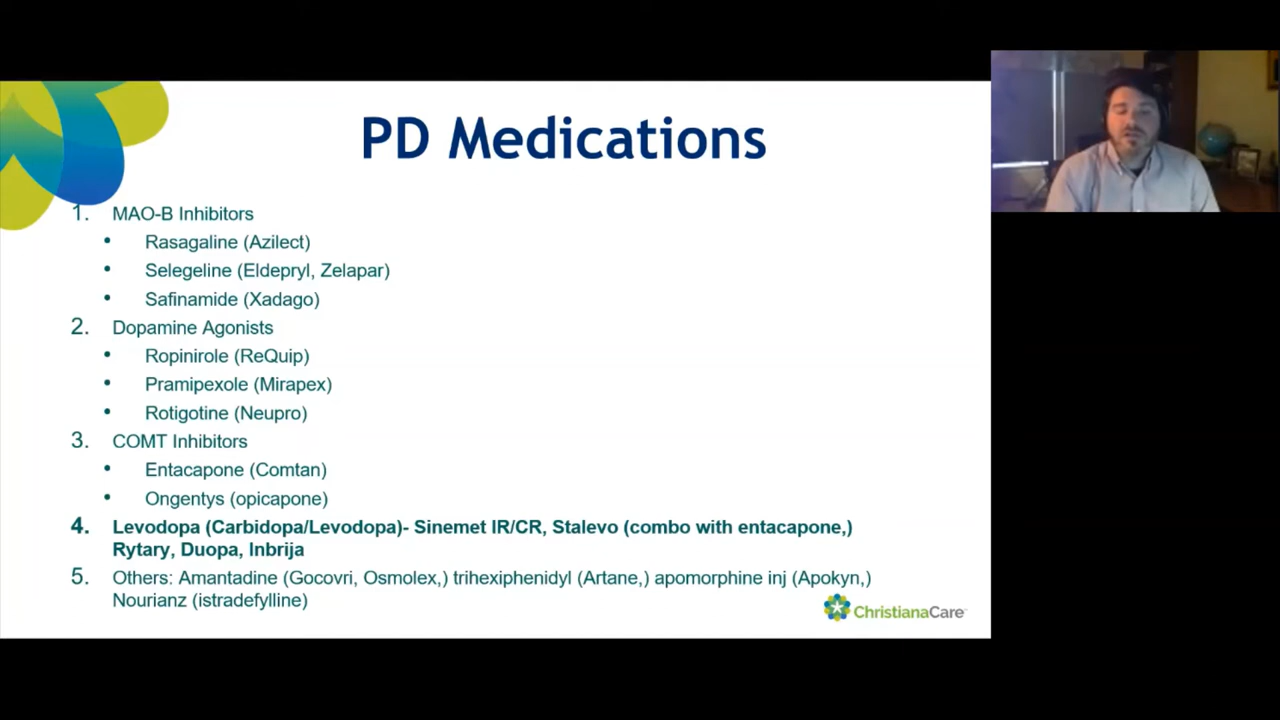 PD Medications
1. MAO-B Inhibitors
• Rasagaline (Azilect)
• Selegeline (Eldepryl, Zelapar)
• Safinamide (Xadago)
2. Dopamine Agonists
• Ropinirole (ReQuip)
• Pramipexole (Mirapex)
• Rotigotine (Neupro)
3. COMT Inhibitors
• Entacapone (Comtan)
• Ongentys (opicapone)
4. Levodopa (Carbidopa/Levodopa)- Sinemet IR/CR, Stalevo (combo with entacapone,)
Rytary, Duopa, Inbrija
5. Others: Amantadine (Gocovri, Osmolex,) trihexiphenidyl (Artane,) apomorphine inj (Apokyn,)
Nourianz (istradefylline)
ChristianaCare